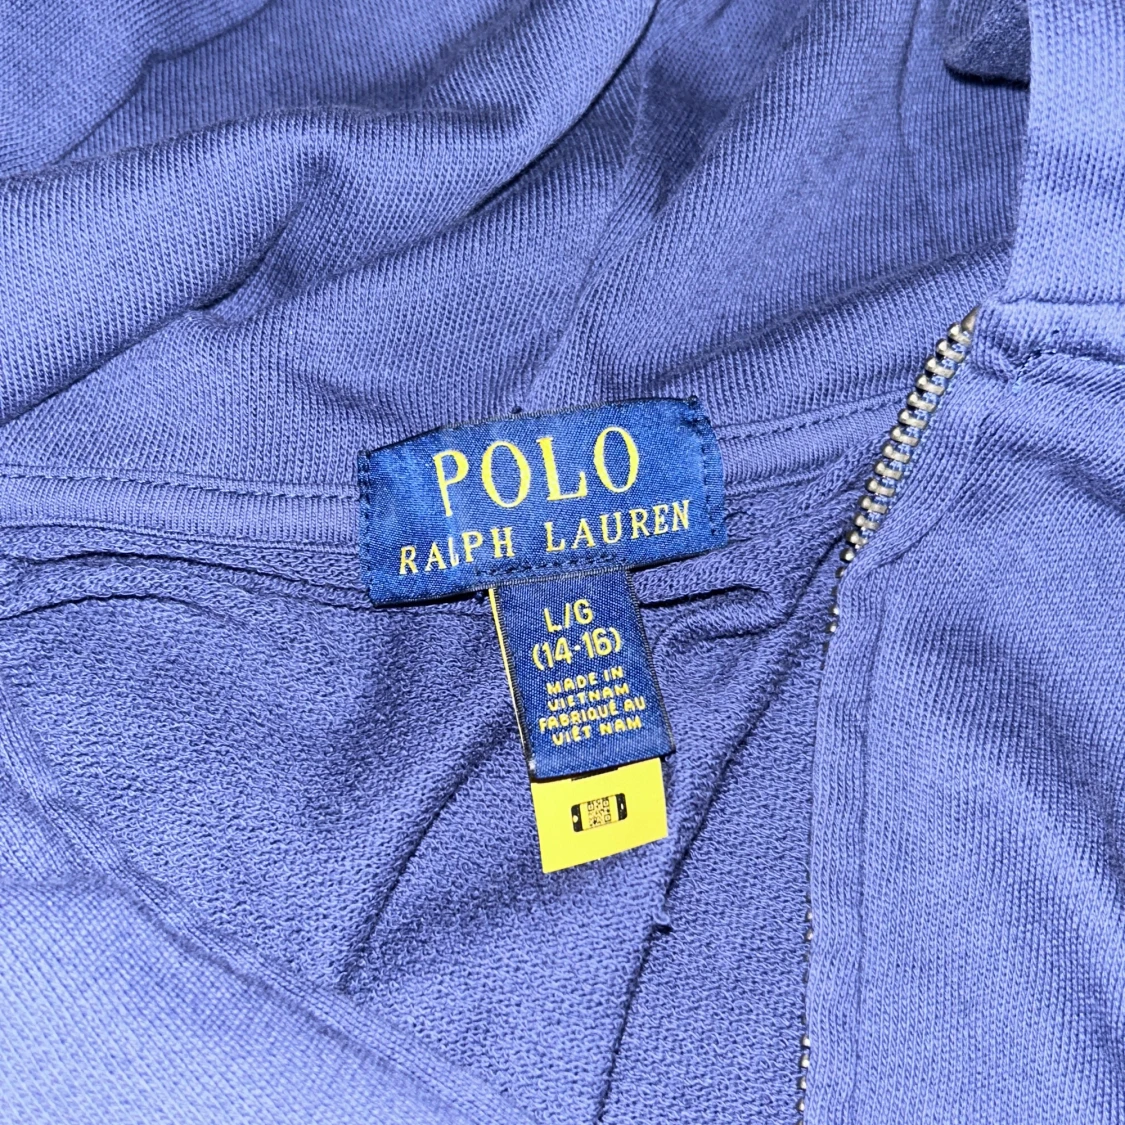 POLO
RALPH LAUREN
L/G
(14-16)
MADE IN
VIETNAM
FABRIQUÉ AU
VIÊT NAM